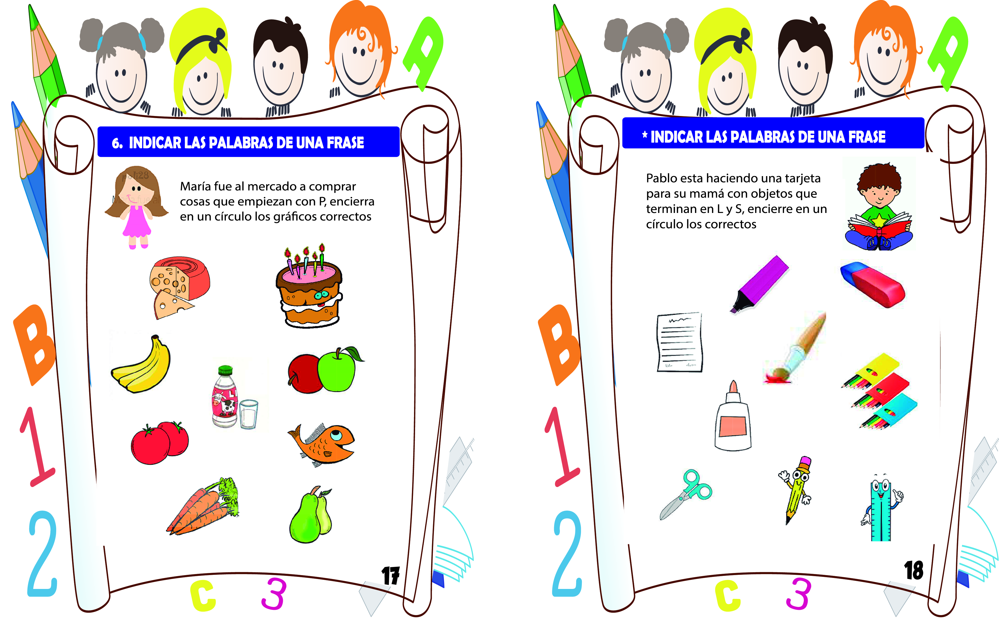 6. INDICAR LAS PALABRAS DE UNA FRASE
poli28
María fue al mercado a comprar
cosas que empiezan con P, encierra
en un círculo los gráficos correctos
María fue al
L
B
1
2
C
3
17
* INDICAR LAS PALABRAS DE UNA FRASE
Pablo esta haciendo una tarjeta
para su mamá con objetos que
terminan en L y S, encierre en un
círculo los correctos
B
1
2
C
3
18